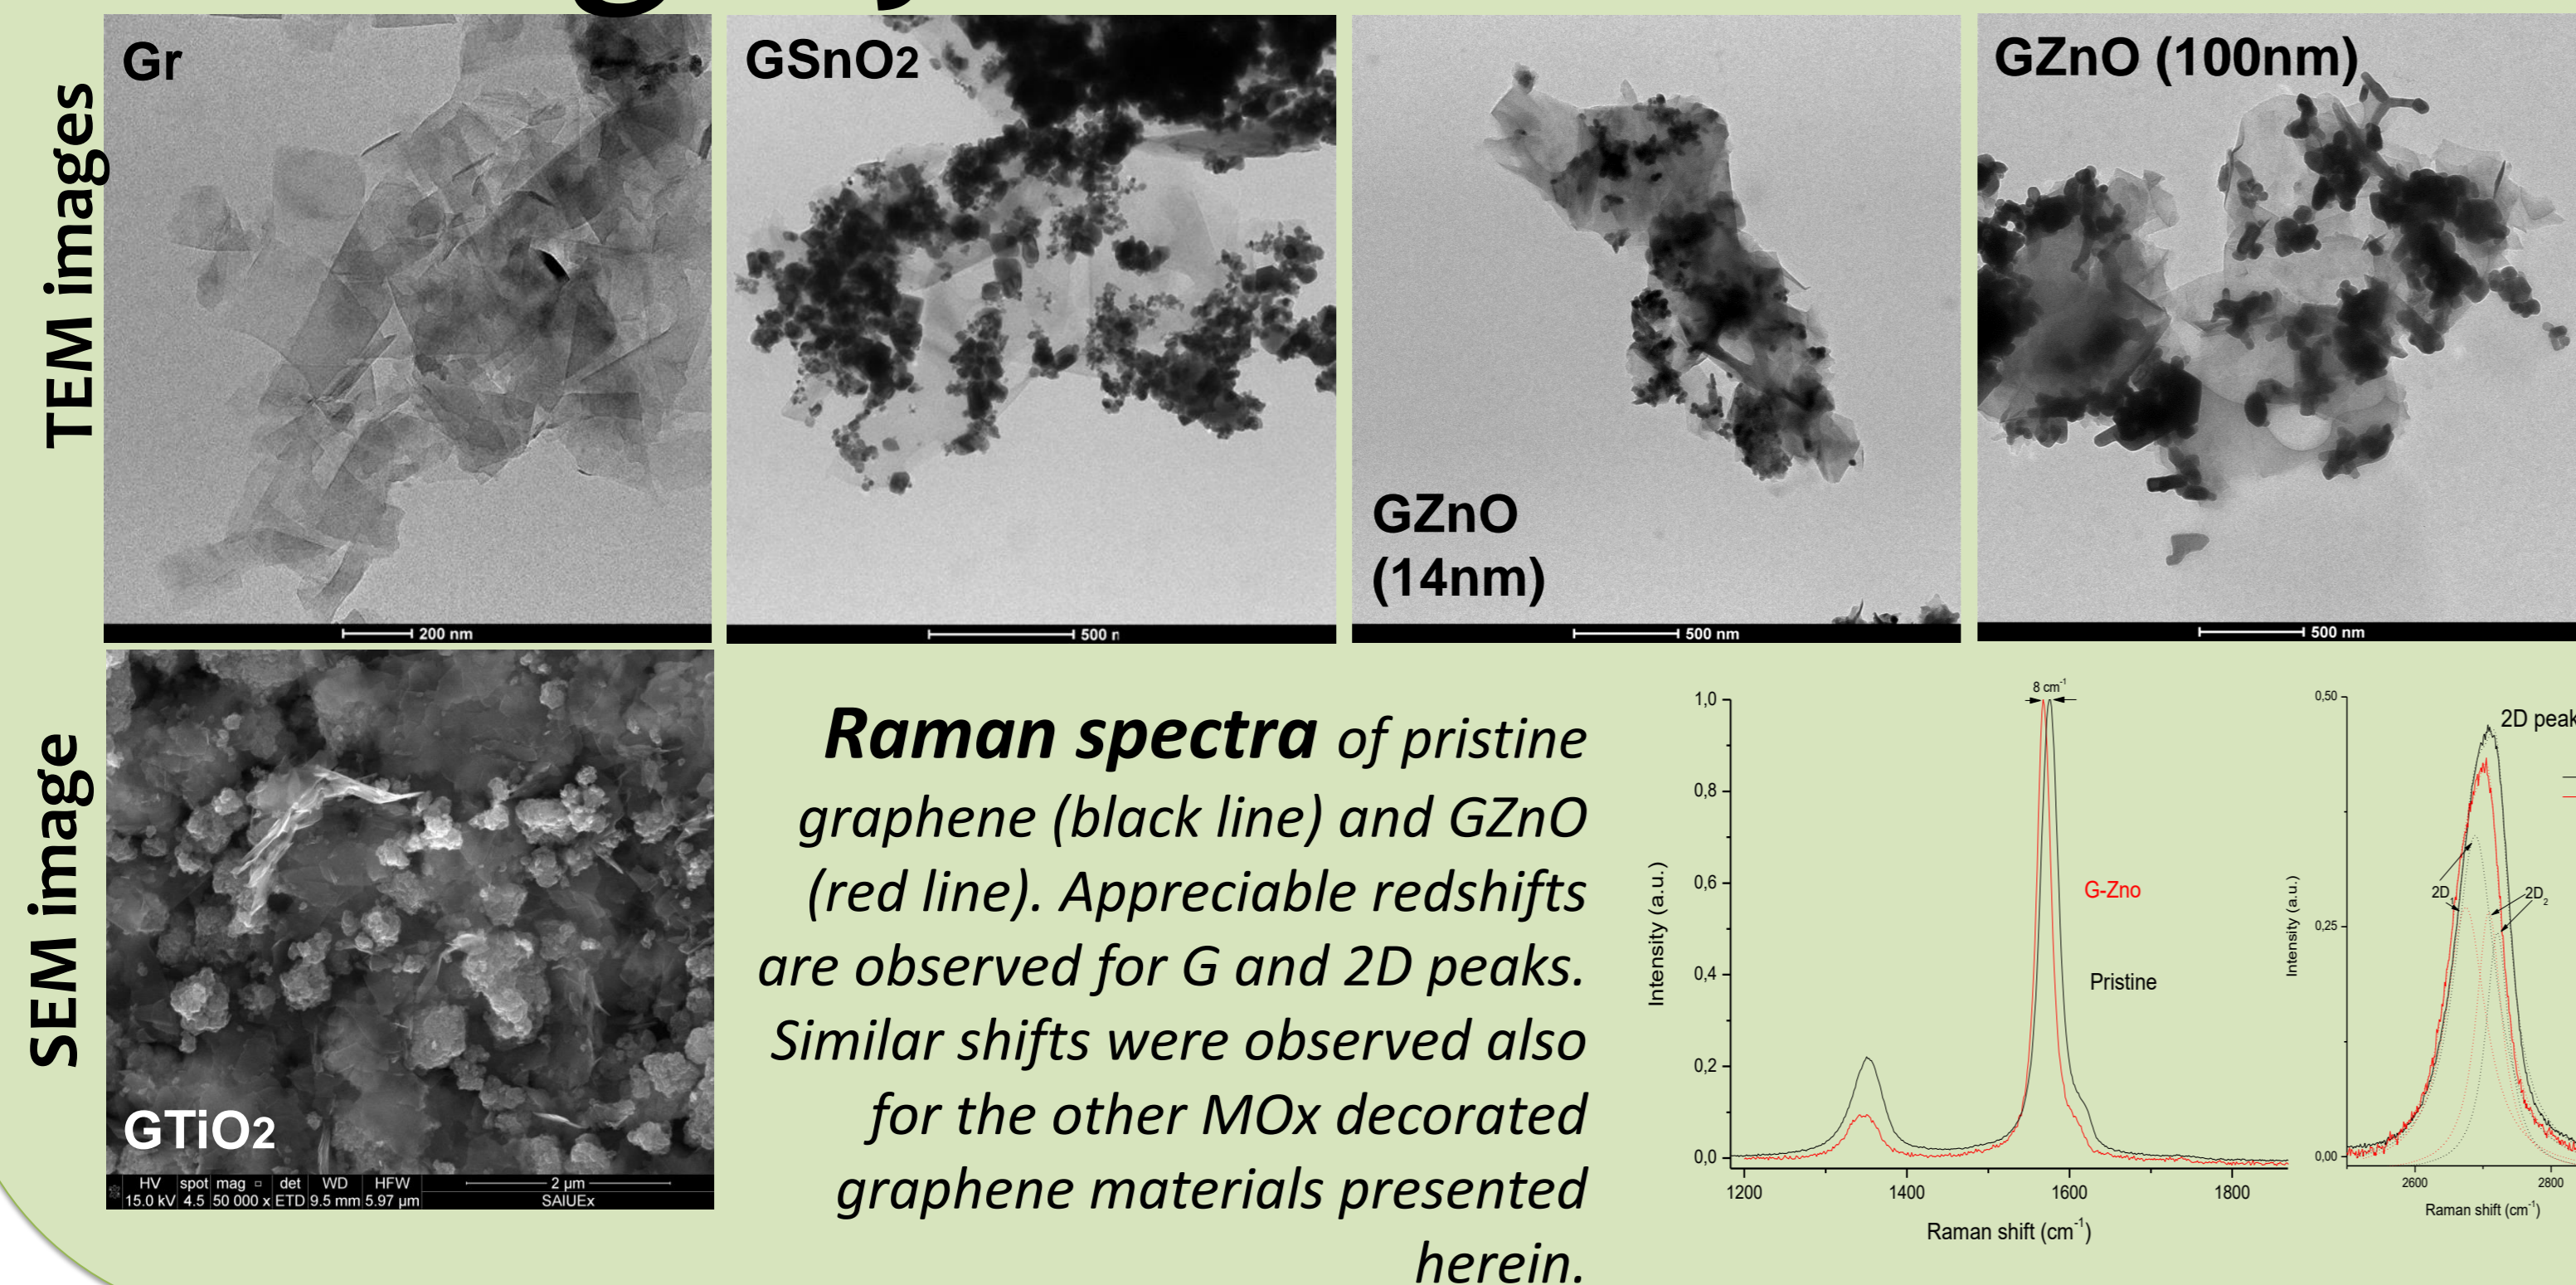 TEM images
Gr
200 nm
GSnO2
500 n
GZnO
(14nm)
500 nm
GZnO (100nm)
500 nm
SEM image
GTiO2
HV spot mag □ det WD HFW
15.0 kV 4.5 50 000 x ETD 9.5 mm 5.97 µm
2 µm
SAIUEx
Raman spectra of pristine
graphene (black line) and GZnO
(red line). Appreciable redshifts
are observed for G and 2D peaks.
Similar shifts were observed also
for the other MOx decorated
graphene materials presented
herein.
8 cm⁻¹
1,0
0,8
0,6
0,4
0,2
0,0
Intensity (a.u.)
G-Zno
Pristine
1200 1400 1600 1800
Raman shift (cm⁻¹)
0,50
0,25
0,00
Intensity (a.u.)
2D peak
2D₁
2D₂
2600 2800
Raman shift (cm⁻¹)